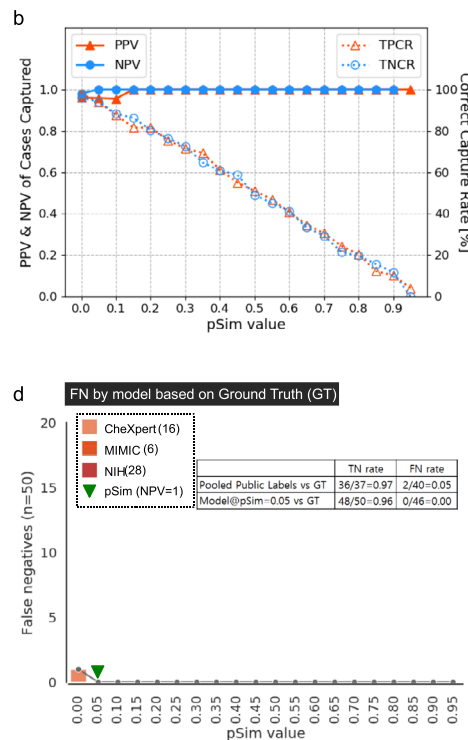 b
PPV
NPV
TPCR
TNCR
PPV & NPV of Cases Captured
1.0
0.8
0.6
0.4
0.2
0.0
100
80
60
40
20
0
Correct Capture Rate [%]
0.0 0.1 0.2 0.3 0.4 0.5 0.6 0.7 0.8 0.9
pSim value
d
FN by model based on Ground Truth (GT)
CheXpert (16)
MIMIC (6)
NIH(28)
pSim (NPV=1)
TN rate FN rate
Pooled Public Labels vs GT 36/37=0.97 2/40=0.05
Model@pSim=0.05 vs GT 48/50=0.96 0/46=0.00
False negatives (n=50)
20
15
10
5
0
0.00 0.05 0.10 0.15 0.20 0.25 0.30 0.35 0.40 0.45 0.50 0.55 0.60 0.65 0.70 0.75 0.80 0.85 0.90 0.95
pSim value